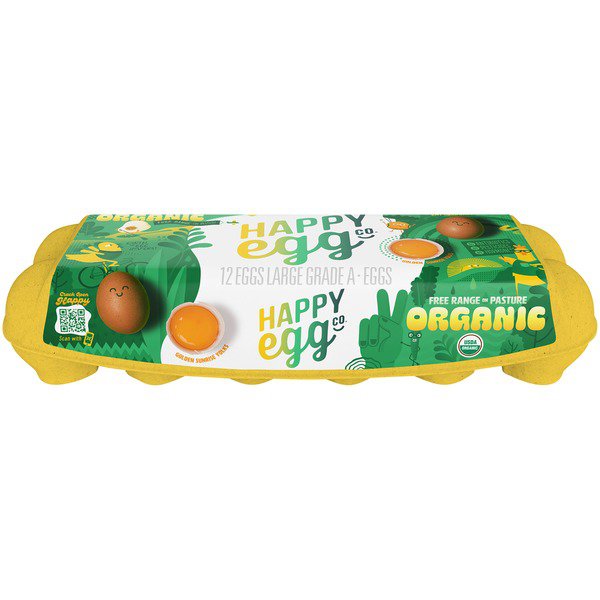 ORGANIC
HAPPY
egg CO.
12 EGGS LARGE GRADE A · EGGS
Crack Open
Happy
Scan with
GOLDEN SUNRISE YOLKS
HAPPY
egg CO.
FREE RANGE ON PASTURE
ORGANIC
USDA
ORGANIC